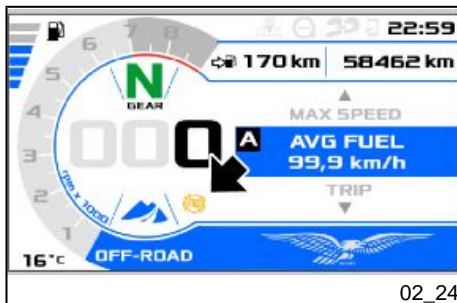 22:59
170 km
58462 km
8
7
6
5
4
3
2
1
N
GEAR
000
A
MAX SPEED
AVG FUEL
99,9 km/h
TRIP
rpm x 1000
16°C
OFF-ROAD
02_24